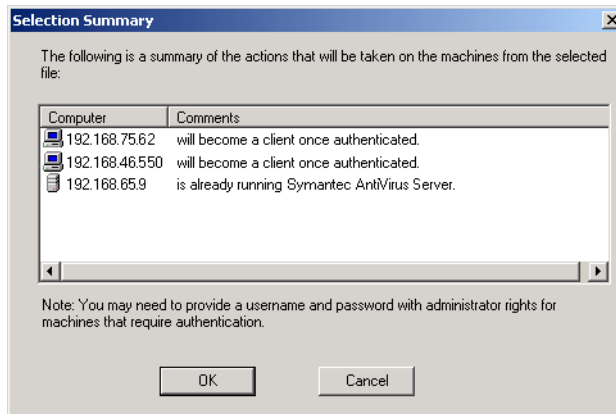 Selection Summary
The following is a summary of the actions that will be taken on the machines from the selected
file:
Computer Comments
192.168.75.62 will become a client once authenticated.
192.168.46.550 will become a client once authenticated.
192.168.65.9 is already running Symantec AntiVirus Server.
Note: You may need to provide a username and password with administrator rights for
machines that require authentication.
OK Cancel